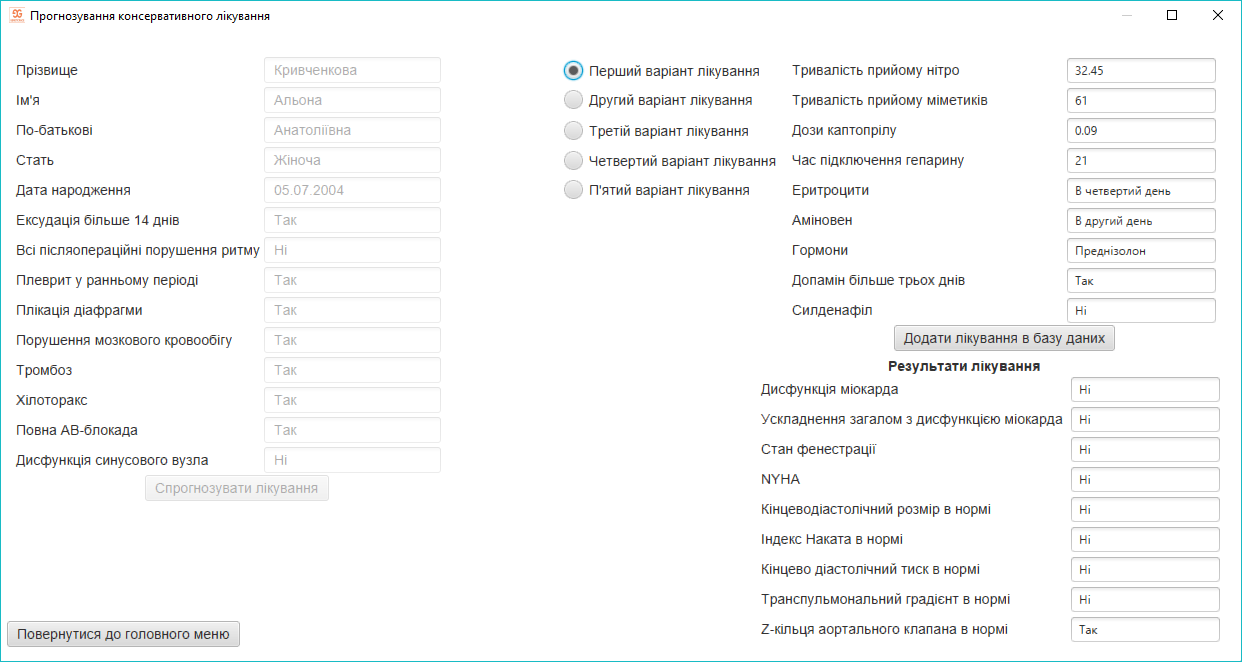 Прогнозування консервативного лікування
Прізвище Кривченкова
Ім'я Альона
По-батькові Анатоліївна
Стать Жіноча
Дата народження 05.07.2004
Ексудація більше 14 днів Так
Всі післяопераційні порушення ритму Ні
Плеврит у ранньому періоді Так
Плікація діафрагми Так
Порушення мозкового кровообігу Так
Тромбоз Так
Хілоторакс Так
Повна АВ-блокада Так
Дисфункція синусового вузла Ні
Спрогнозувати лікування
Повернутися до головного меню
Перший варіант лікування
Другий варіант лікування
Третій варіант лікування
Четвертий варіант лікування
П'ятий варіант лікування
Тривалість прийому нітро 32.45
Тривалість прийому міметиків 61
Дози каптопрілу 0.09
Час підключення гепарину 21
Еритроцити В четвертий день
Аміновен В другий день
Гормони Преднізолон
Допамін більше трьох днів Так
Силденафіл Ні
Додати лікування в базу даних
Результати лікування
Дисфункція міокарда Ні
Ускладнення загалом з дисфункцією міокарда Ні
Стан фенестрації Ні
NYHA Ні
Кінцеводіастолічний розмір в нормі Ні
Індекс Наката в нормі Ні
Кінцево діастолічний тиск в нормі Ні
Транспульмональний градієнт в нормі Ні
Z-кільця аортального клапана в нормі Так